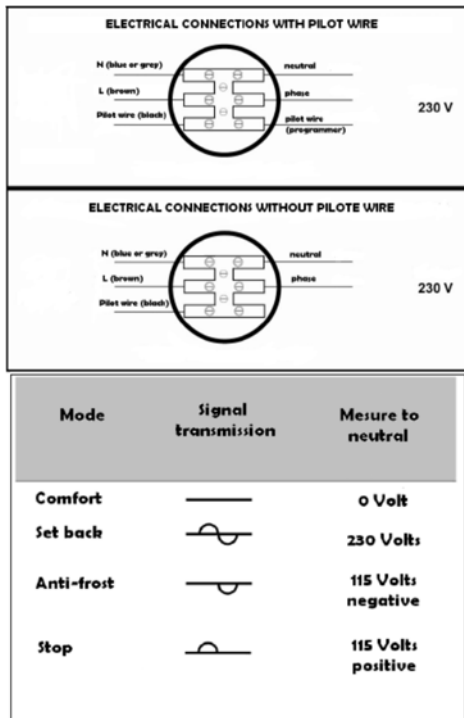 ELECTRICAL CONNECTIONS WITH PILOT WIRE
N (blue or grey) neutral
L (brown) phase
Pilot wire (black) pilot wire
(programmer)
230 V
ELECTRICAL CONNECTIONS WITHOUT PILOTE WIRE
N (blue or grey) neutral
L (brown) phase
Pilot wire (black)
230 V
Mode Signal transmission Mesure to neutral
Comfort 0 Volt
Set back 230 Volts
Anti-frost 115 Volts negative
Stop 115 Volts positive